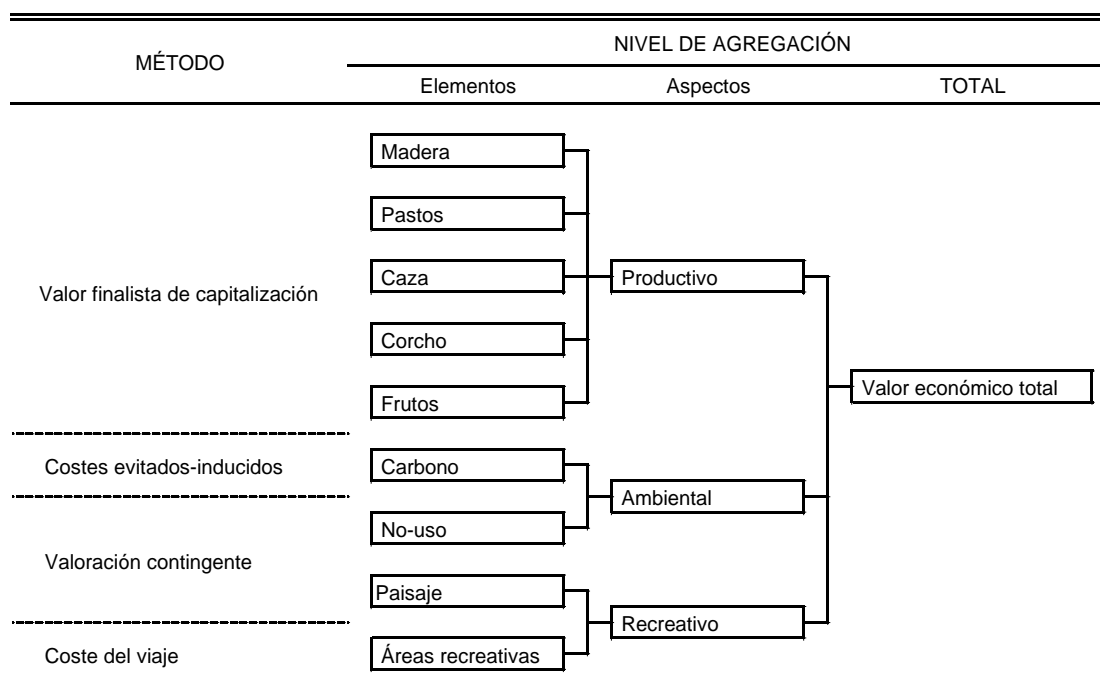 MÉTODO
NIVEL DE AGREGACIÓN
Elementos
Aspectos
TOTAL
Valor finalista de capitalización
Madera
Pastos
Caza
Corcho
Frutos
Productivo
Valor económico total
Costes evitados-inducidos
Carbono
Ambiental
No-uso
Valoración contingente
Paisaje
Recreativo
Coste del viaje
Áreas recreativas